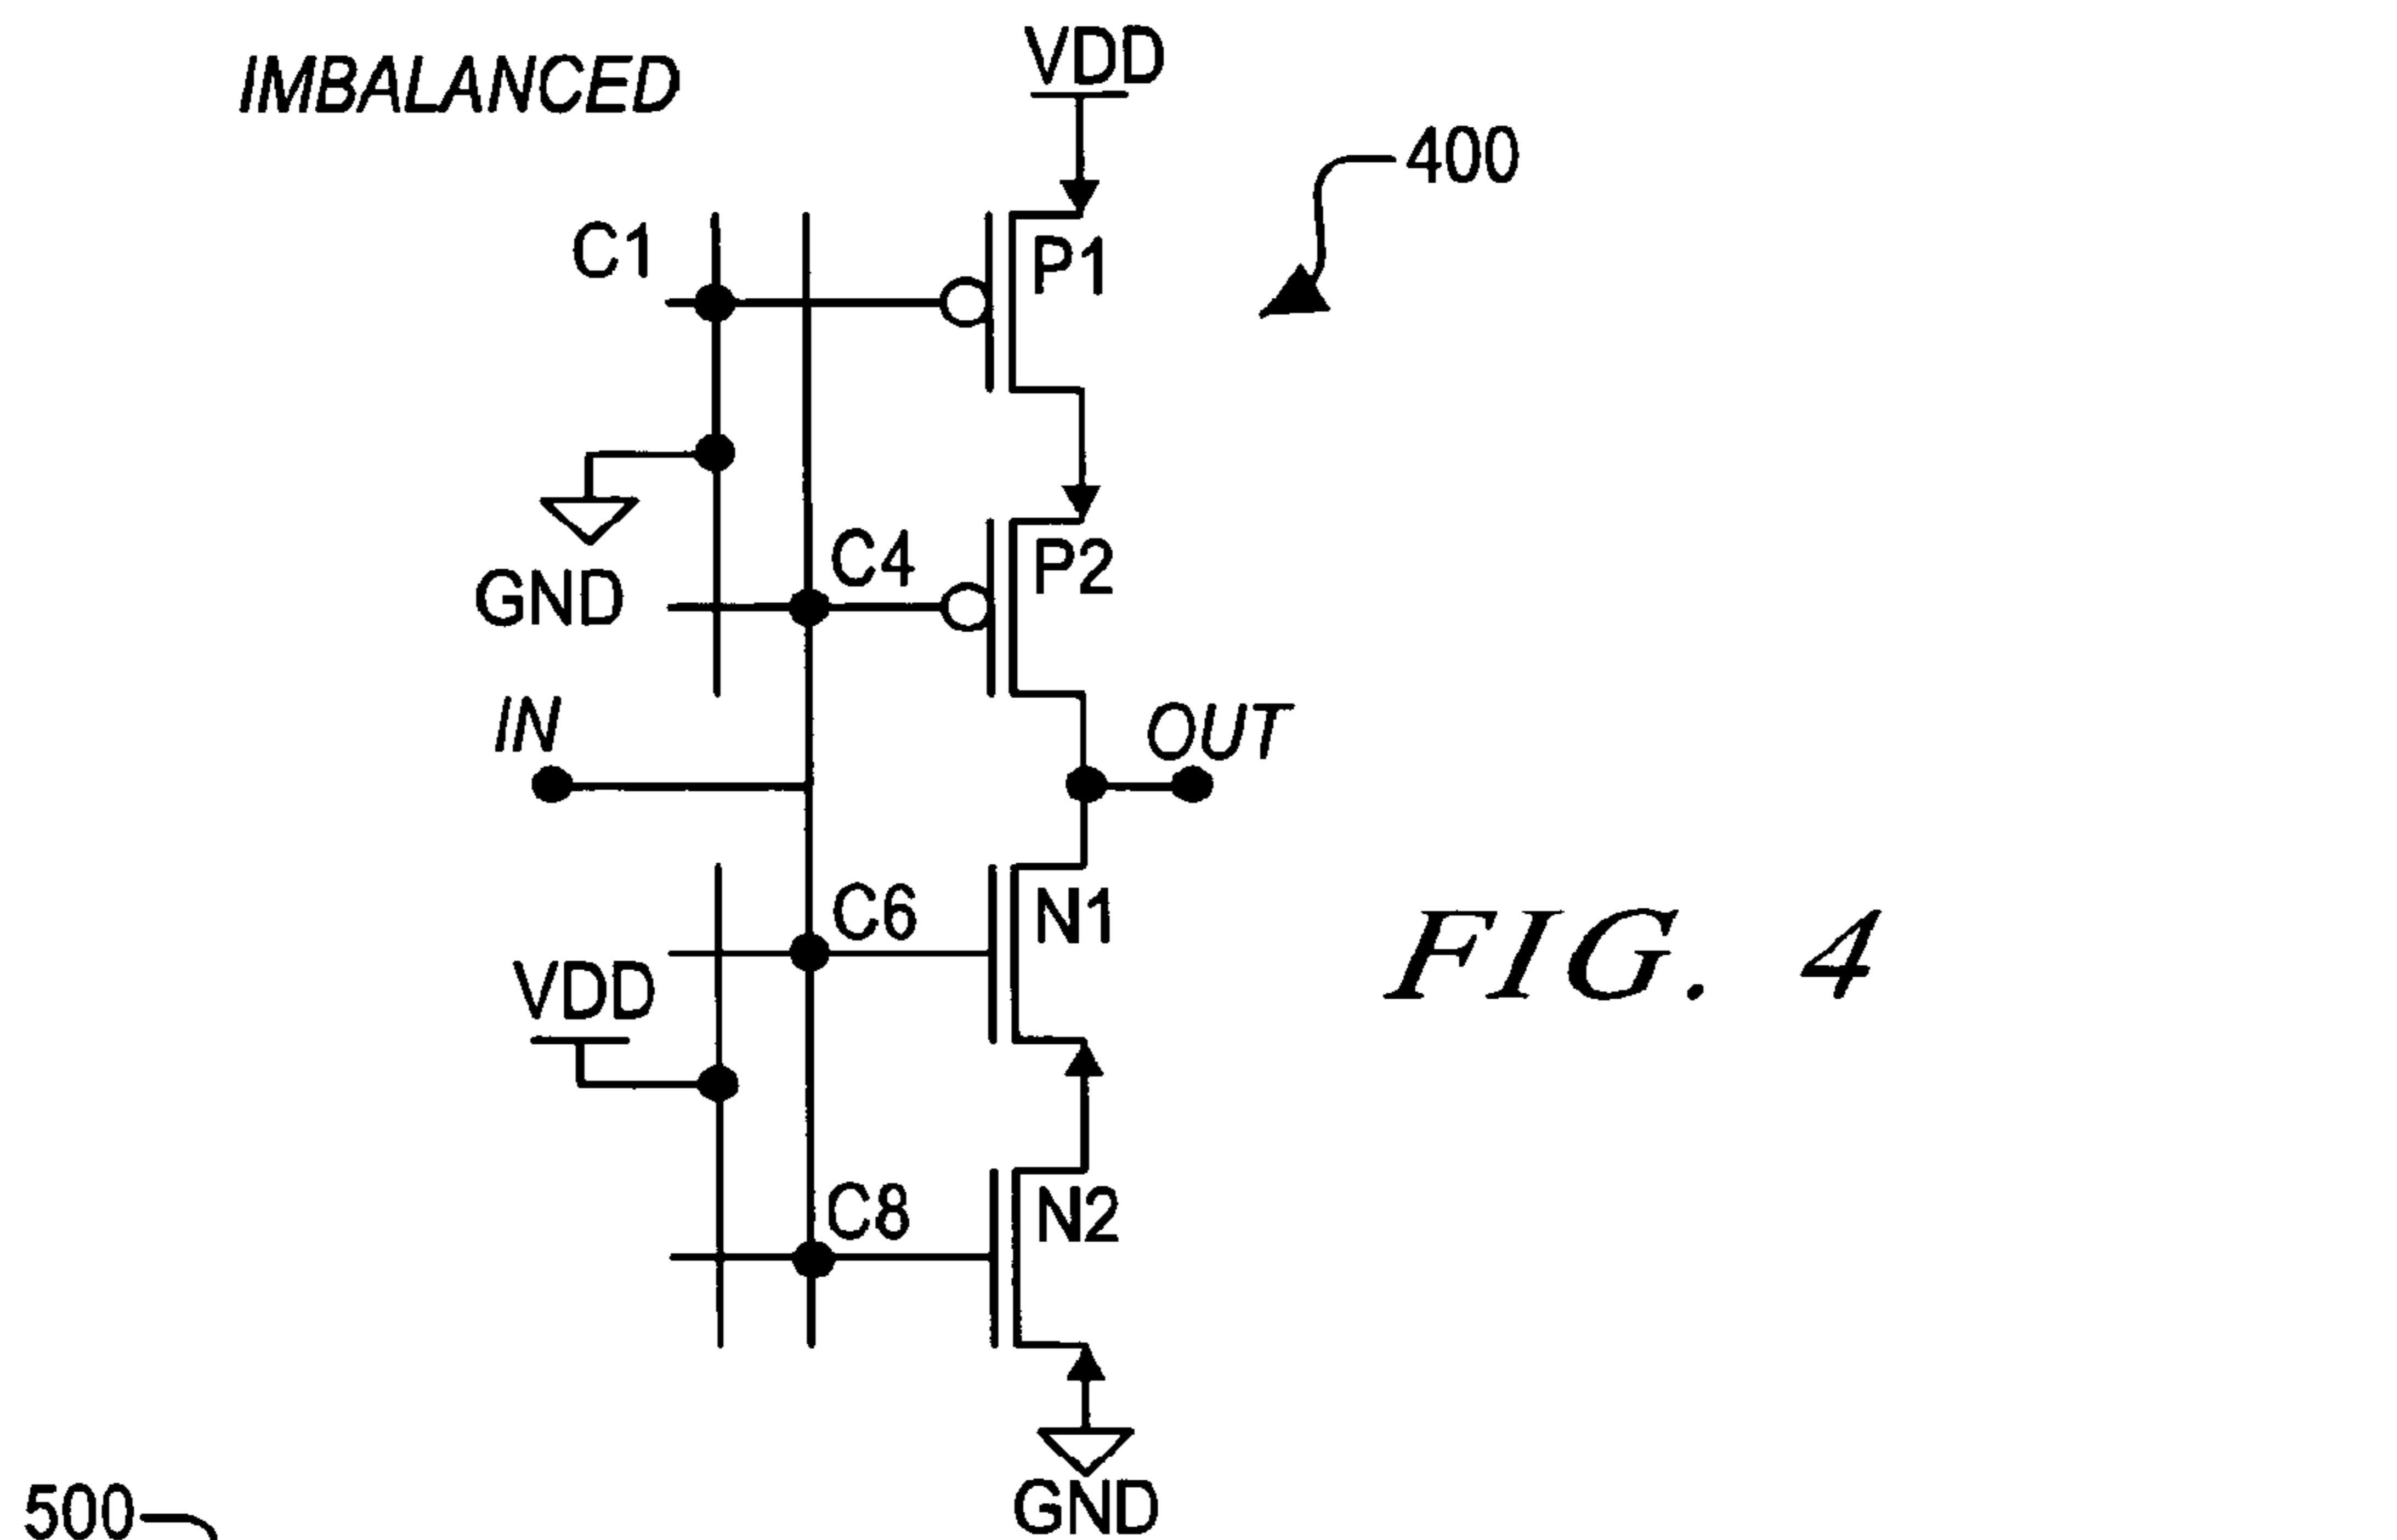 IMBALANCED
VDD
400
C1
P1
C4
P2
GND
IN
OUT
C6
N1
VDD
FIG. 4
C8
N2
GND
500